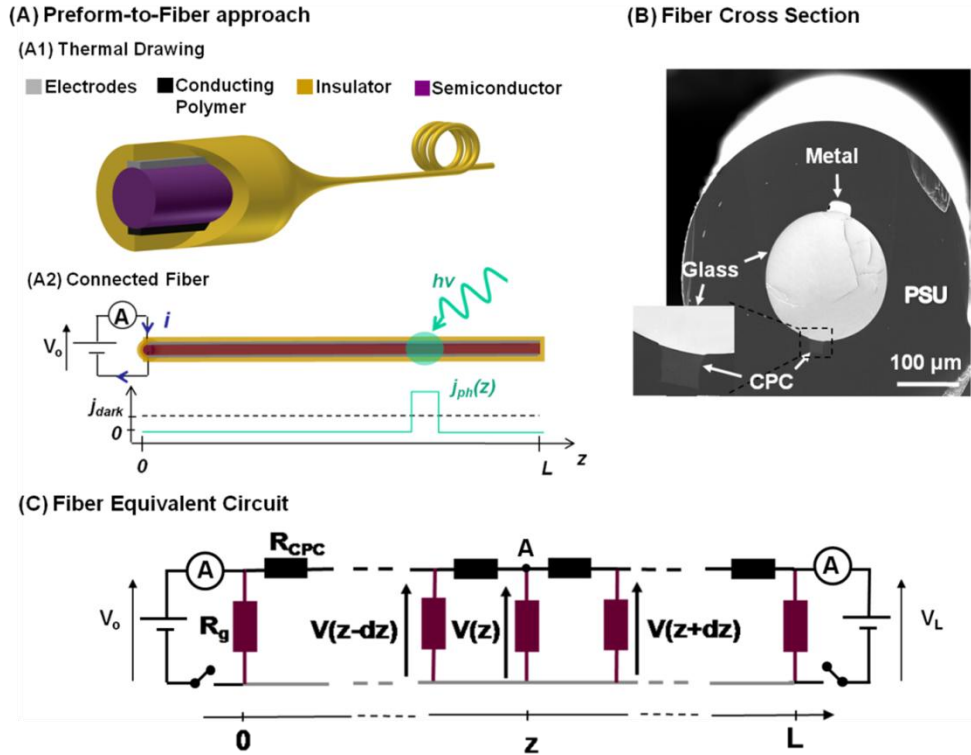 (A) Preform-to-Fiber approach
(A1) Thermal Drawing
Electrodes
Conducting
Polymer
Insulator
Semiconductor
(A2) Connected Fiber
hν
A
i
Vo
jph(z)
jdark
0
0
L
z
(B) Fiber Cross Section
Metal
Glass
PSU
CPC
100 µm
(C) Fiber Equivalent Circuit
RCPC
A
A
A
Vo
Rg
V(z-dz)
V(z)
V(z+dz)
VL
0
z
L